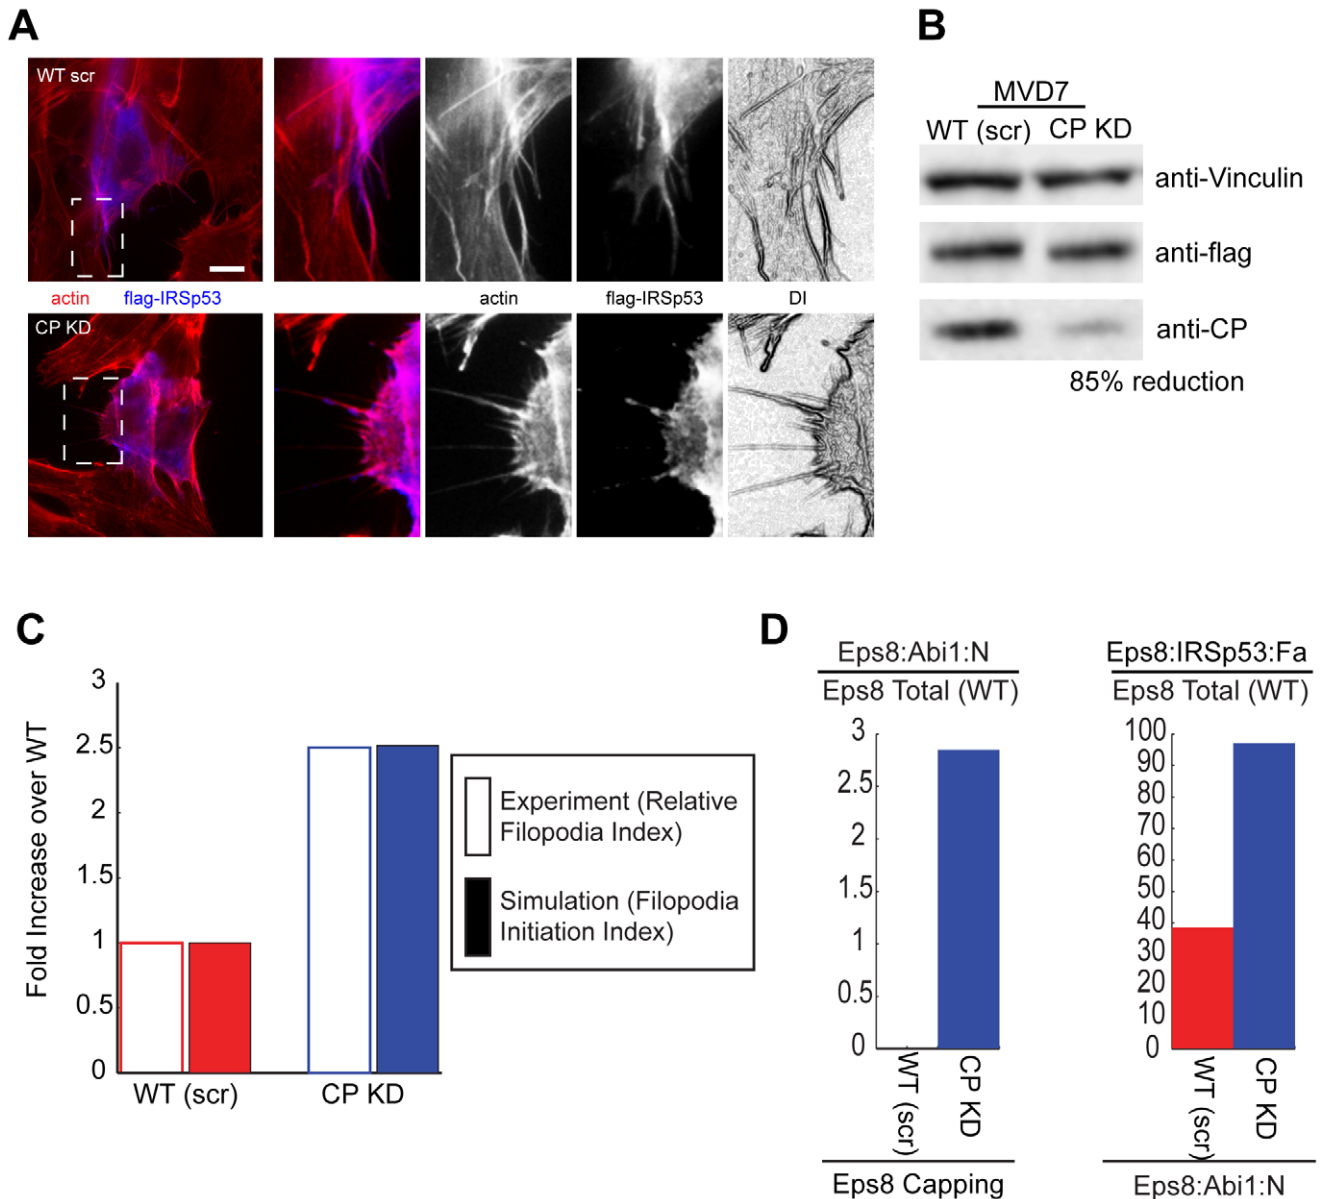 A
WT scr
actin
flag-IRSp53
actin
flag-IRSp53
DI
CP KD
B
MVD7
WT (scr)
CP KD
anti-Vinculin
anti-flag
anti-CP
85% reduction
C
Fold Increase over WT
3
2.5
2
1.5
1
0.5
0
WT (scr)
CP KD
Experiment (Relative
Filopodia Index)
Simulation (Filopodia
Initiation Index)
D
Eps8:Abi1:N
Eps8 Total (WT)
3
2.5
2
1.5
1
0.5
0
WT (scr)
CP KD
Eps8 Capping
Eps8:IRSp53:Fa
Eps8 Total (WT)
100
90
80
70
60
50
40
30
20
10
0
WT (scr)
CP KD
Eps8:Abi1:N